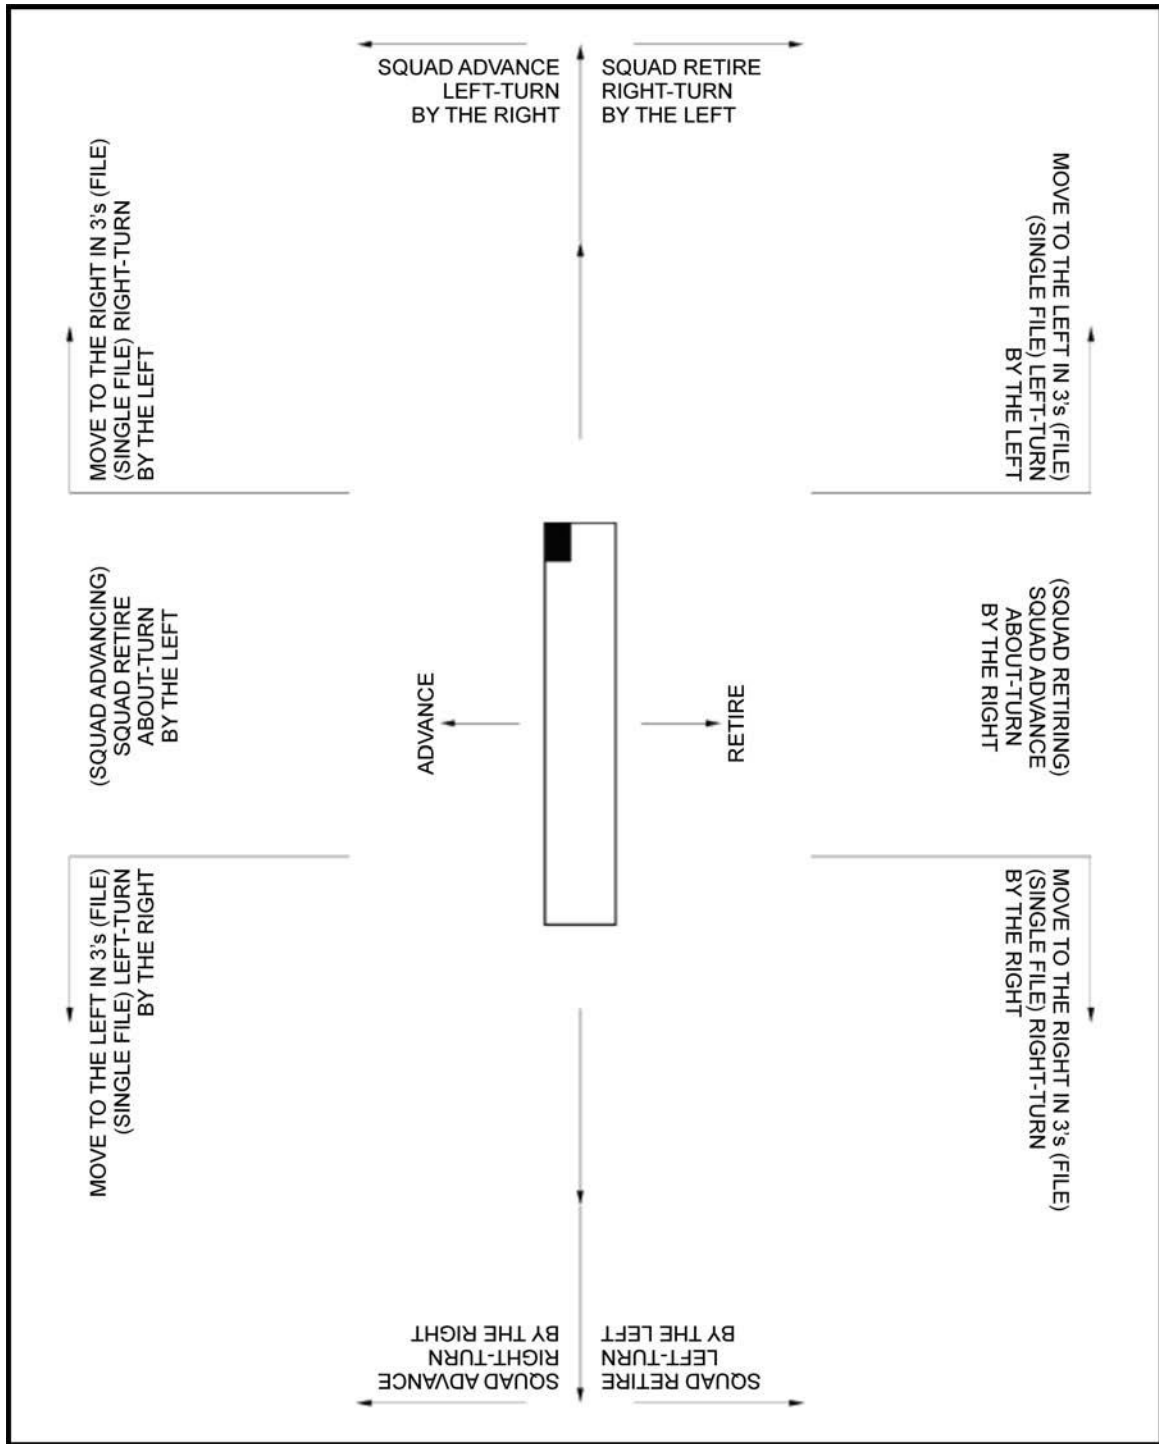 SQUAD ADVANCE
LEFT-TURN
BY THE RIGHT
SQUAD RETIRE
RIGHT-TURN
BY THE LEFT
MOVE TO THE RIGHT IN 3's (FILE)
(SINGLE FILE) RIGHT-TURN
BY THE LEFT
MOVE TO THE LEFT IN 3's (FILE)
(SINGLE FILE) LEFT-TURN
BY THE LEFT
(SQUAD ADVANCING)
SQUAD RETIRE
ABOUT-TURN
BY THE LEFT
ADVANCE
RETIRE
(SQUAD RETIRING)
SQUAD ADVANCE
ABOUT-TURN
BY THE RIGHT
MOVE TO THE LEFT IN 3's (FILE)
(SINGLE FILE) LEFT-TURN
BY THE RIGHT
MOVE TO THE RIGHT IN 3's (FILE)
(SINGLE FILE) RIGHT-TURN
BY THE RIGHT
SQUAD ADVANCE
RIGHT-TURN
BY THE RIGHT
SQUAD RETIRE
LEFT-TURN
BY THE LEFT